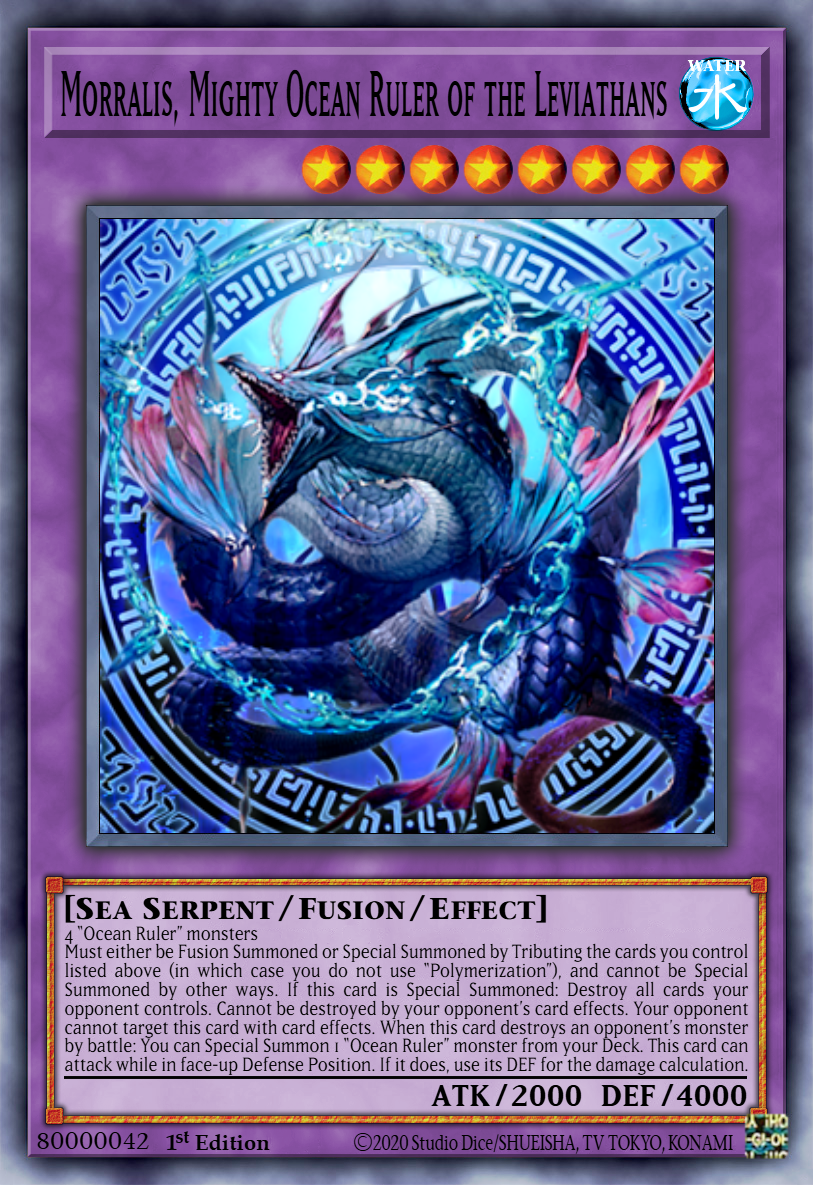 Morralis, Mighty Ocean Ruler of the Leviathans
WATER
水
[Sea Serpent/Fusion/Effect]
4 "Ocean Ruler" monsters
Must either be Fusion Summoned or Special Summoned by Tributing the cards you control
listed above (in which case you do not use "Polymerization"), and cannot be Special
Summoned by other ways. If this card is Special Summoned: Destroy all cards your
opponent controls. Cannot be destroyed by your opponent's card effects. Your opponent
cannot target this card with card effects. When this card destroys an opponent's monster
by battle: You can Special Summon 1 "Ocean Ruler" monster from your Deck. This card can
attack while in face-up Defense Position. If it does, use its DEF for the damage calculation.
ATK/2000 DEF/4000
80000042 1st Edition ©2020 Studio Dice/SHUEISHA, TV TOKYO, KONAMI